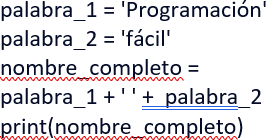 palabra_1 = 'Programación'
palabra_2 = 'fácil'
nombre_completo =
palabra_1 + ' ' + palabra_2
print(nombre_completo)